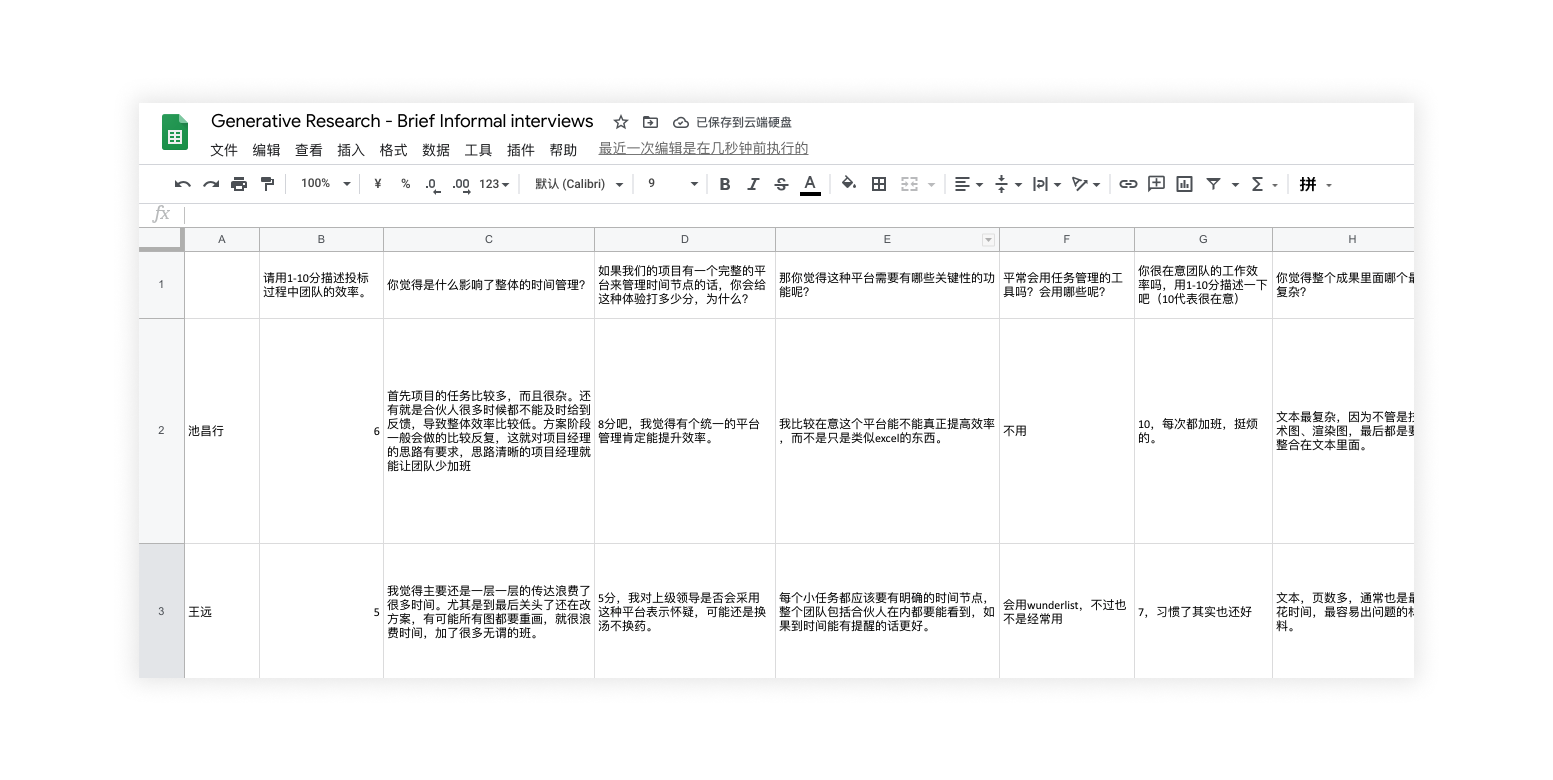 Generative Research - Brief Informal interviews
已保存到云端硬盘
文件 编辑 查看 插入 格式 数据 工具 插件 帮助 最近一次编辑是在几秒钟前执行的
100% ¥ % .0 .00 123 默认 (Calibri) 9 B I S A Σ 拼
fx
A B C D E F G H
1
请用1-10分描述投标
过程中团队的效率。
你觉得是什么影响了整体的时间管理?
如果我们的项目有一个完整的平
台来管理时间节点的话，你会给
这种体验打多少分，为什么?
那你觉得这种平台需要有哪些关键性的功
能呢?
平常会用任务管理的工
具吗？会用哪些呢?
你很在意团队的工作效
率吗，用1-10分描述一下
吧（10代表很在意）
你觉得整个成果里面哪个
复杂?
2
池昌行
6
首先项目的任务比较多，而且很杂。还
有就是合伙人很多时候都不能及时给到
反馈，导致整体效率比较低。方案阶段
一般会做的比较反复，这就对项目经理
的思路有要求，思路清晰的项目经理就
能让团队少加班
8分吧，我觉得有个统一的平台
管理肯定能提升效率。
我比较在意这个平台能不能真正提高效率
，而不是只是类似excel的东西。
不用
10，每次都加班，挺烦
的。
文本最复杂，因为不管是
术图、渲染图，最后都是
整合在文本里面。
3
王远
5
我觉得主要还是一层一层的传达浪费了
很多时间。尤其是到最后关头了还在改
方案，有可能所有图都要重画，就很浪
费时间，加了很多无谓的班。
5分，我对上级领导是否会采用
这种平台表示怀疑，可能还是换
汤不换药。
每个小任务都应该要有明确的时间节点，
整个团队包括合伙人在内都要能看到，如
果到时间能有提醒的话更好。
会用wunderlist，不过也
不是经常用
7，习惯了其实也还好
文本，页数多，通常也是
花时间，最容易出问题的
料。